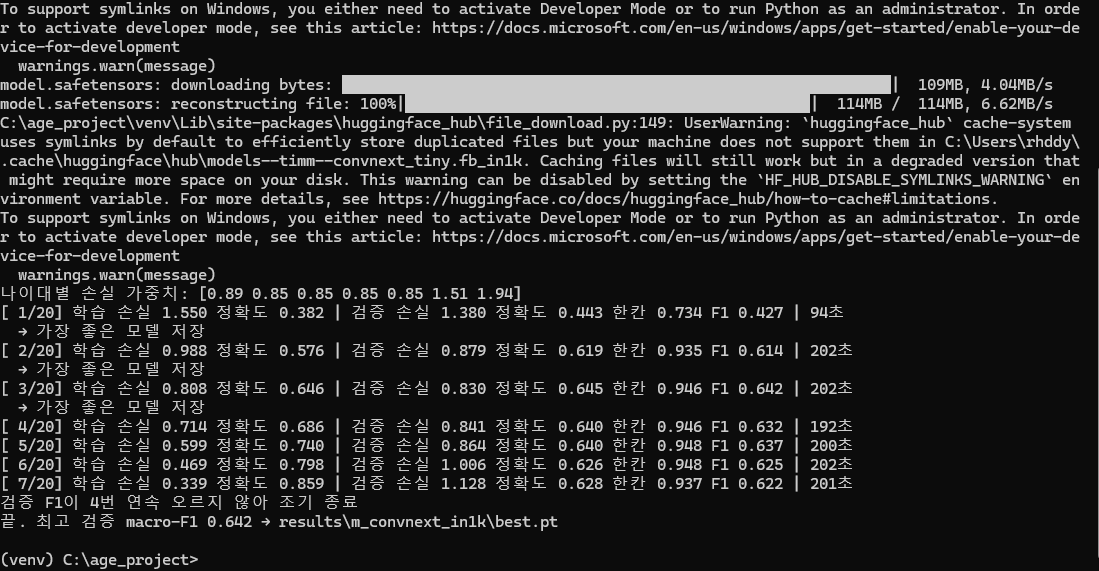 To support symlinks on Windows, you either need to activate Developer Mode or to run Python as an administrator. In orde
r to activate developer mode, see this article: https://docs.microsoft.com/en-us/windows/apps/get-started/enable-your-de
vice-for-development
  warnings.warn(message)
model.safetensors: downloading bytes: | 109MB, 4.04MB/s
model.safetensors: reconstructing file: 100%| | 114MB / 114MB, 6.62MB/s
C:\age_project\venv\Lib\site-packages\huggingface_hub\file_download.py:149: UserWarning: `huggingface_hub` cache-system
uses symlinks by default to efficiently store duplicated files but your machine does not support them in C:\Users\rhddy\
.cache\huggingface\hub\models--timm--convnext_tiny.fb_in1k. Caching files will still work but in a degraded version that
 might require more space on your disk. This warning can be disabled by setting the `HF_HUB_DISABLE_SYMLINKS_WARNING` en
vironment variable. For more details, see https://huggingface.co/docs/huggingface_hub/how-to-cache#limitations.
To support symlinks on Windows, you either need to activate Developer Mode or to run Python as an administrator. In orde
r to activate developer mode, see this article: https://docs.microsoft.com/en-us/windows/apps/get-started/enable-your-de
vice-for-development
  warnings.warn(message)
나이대별 손실 가중치: [0.89 0.85 0.85 0.85 0.85 1.51 1.94]
[ 1/20] 학습 손실 1.550 정확도 0.382 | 검증 손실 1.380 정확도 0.443 한칸 0.734 F1 0.427 | 94초
  → 가장 좋은 모델 저장
[ 2/20] 학습 손실 0.988 정확도 0.576 | 검증 손실 0.879 정확도 0.619 한칸 0.935 F1 0.614 | 202초
  → 가장 좋은 모델 저장
[ 3/20] 학습 손실 0.808 정확도 0.646 | 검증 손실 0.830 정확도 0.645 한칸 0.946 F1 0.642 | 202초
  → 가장 좋은 모델 저장
[ 4/20] 학습 손실 0.714 정확도 0.686 | 검증 손실 0.841 정확도 0.640 한칸 0.946 F1 0.632 | 192초
[ 5/20] 학습 손실 0.599 정확도 0.740 | 검증 손실 0.864 정확도 0.640 한칸 0.948 F1 0.637 | 200초
[ 6/20] 학습 손실 0.469 정확도 0.798 | 검증 손실 1.006 정확도 0.626 한칸 0.948 F1 0.625 | 202초
[ 7/20] 학습 손실 0.339 정확도 0.859 | 검증 손실 1.128 정확도 0.628 한칸 0.937 F1 0.622 | 201초
검증 F1이 4번 연속 오르지 않아 조기 종료
끝. 최고 검증 macro-F1 0.642 → results\m_convnext_in1k\best.pt
(venv) C:\age_project>